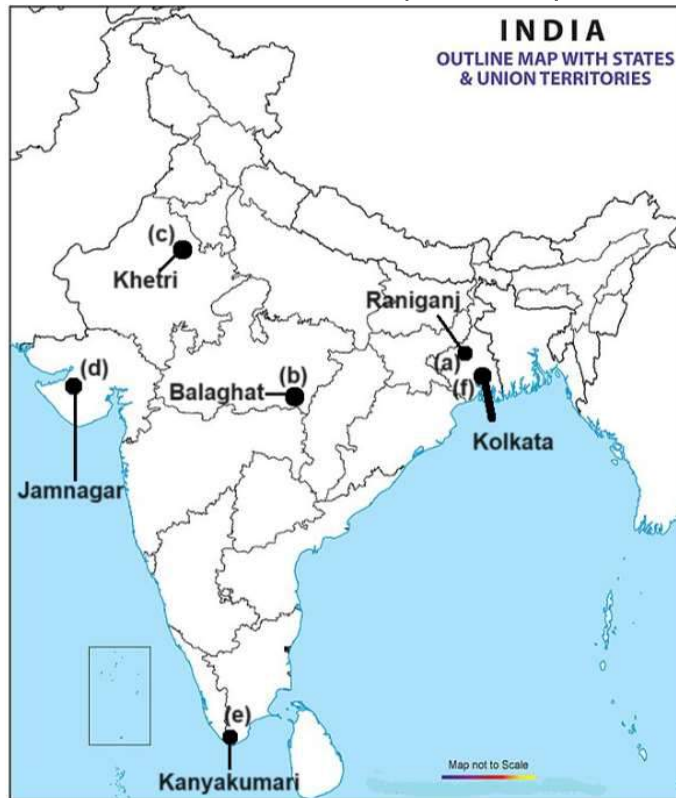 INDIA
OUTLINE MAP WITH STATES
& UNION TERRITORIES
(c)
Khetri
Raniganj
(a)
(d)
Balaghat
(b)
(f)
Kolkata
Jamnagar
(e)
Kanyakumari
Map not to Scale